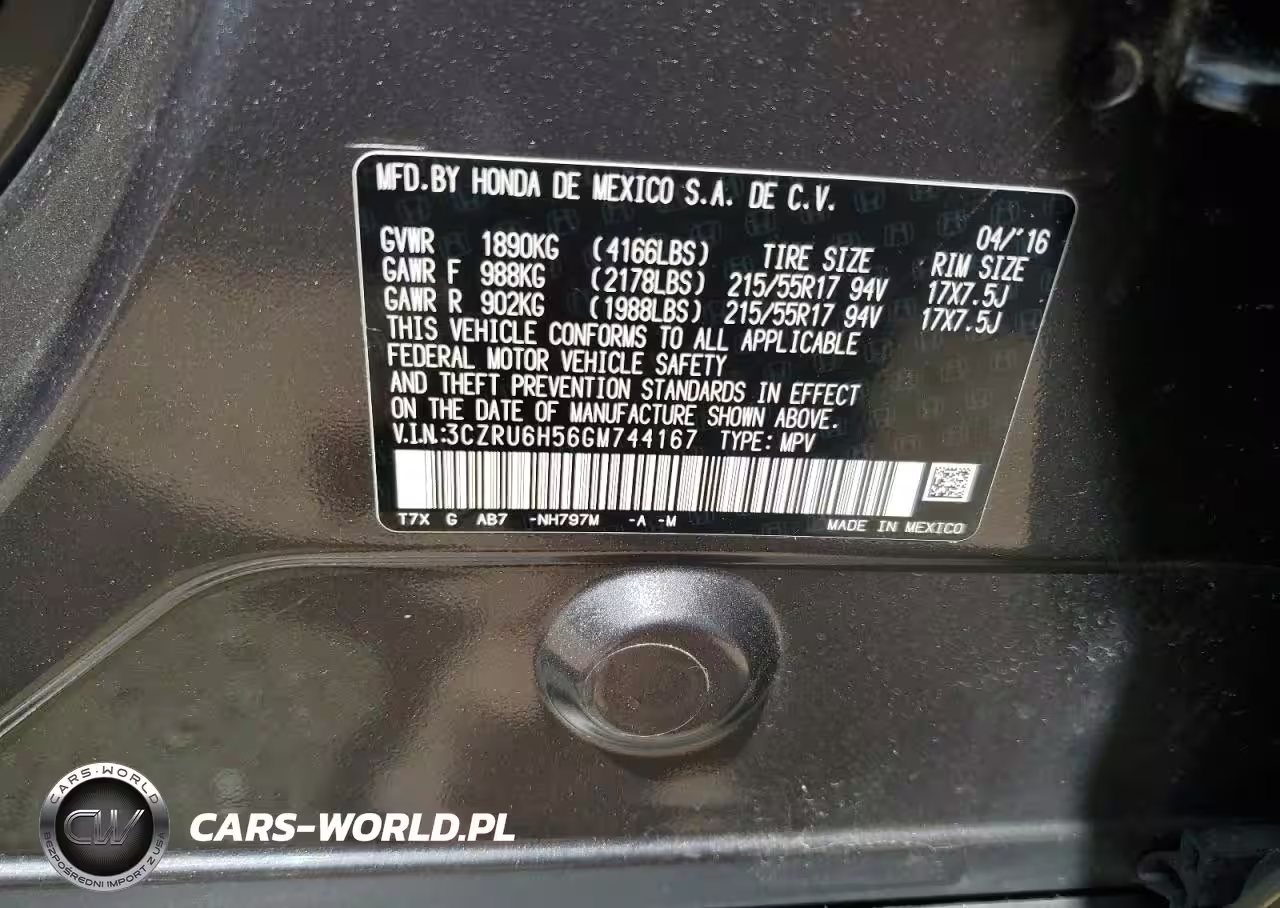 MFD.BY HONDA DE MEXICO S.A. DE C.V.
04/'16
GVWR 1890KG (4166LBS) TIRE SIZE RIM SIZE
GAWR F 988KG (2178LBS) 215/55R17 94V 17X7.5J
GAWR R 902KG (1988LBS) 215/55R17 94V 17X7.5J
THIS VEHICLE CONFORMS TO ALL APPLICABLE
FEDERAL MOTOR VEHICLE SAFETY
AND THEFT PREVENTION STANDARDS IN EFFECT
ON THE DATE OF MANUFACTURE SHOWN ABOVE.
V.I.N:3CZRU6H56GM744167 TYPE: MPV
T7X G AB7 -NH797M -A -M MADE IN MEXICO
CARS-WORLD
CW
BEZPOŚREDNI IMPORT Z USA
CARS-WORLD.PL